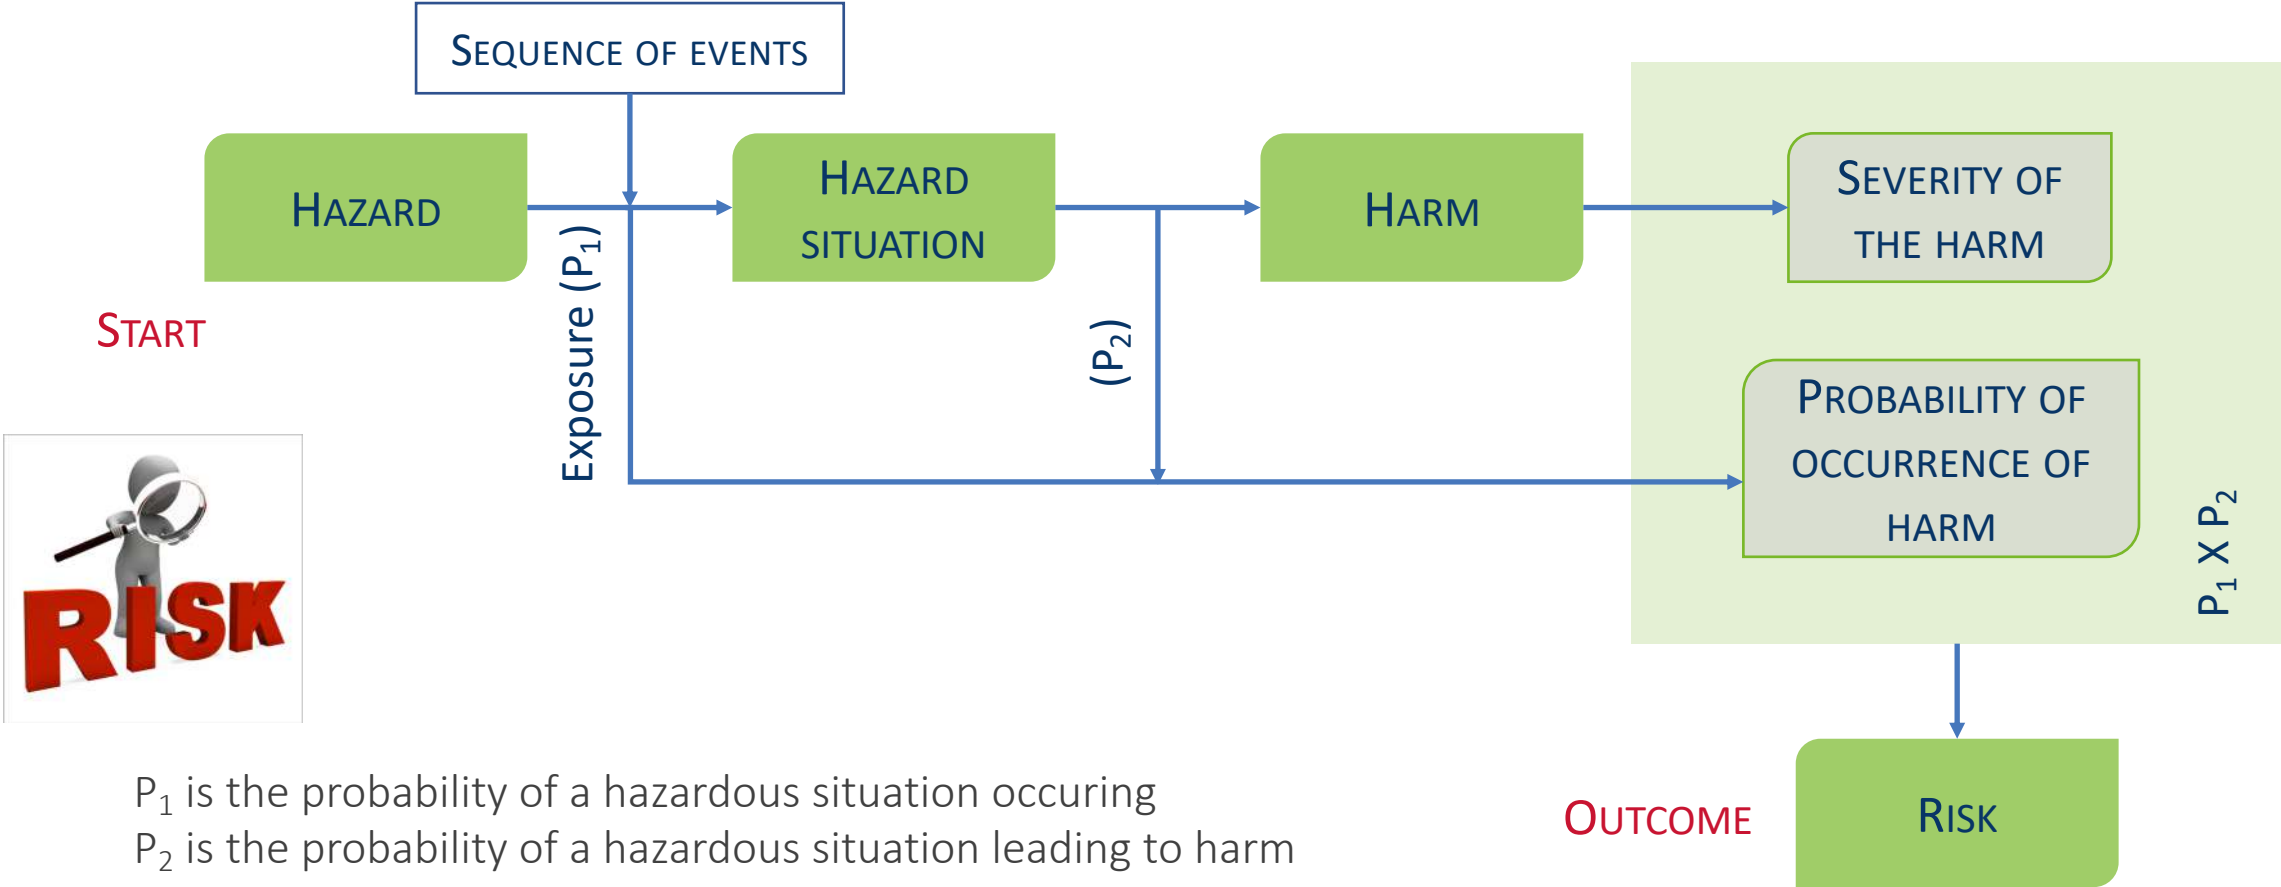 SEQUENCE OF EVENTS
HAZARD
HAZARD
SITUATION
HARM
SEVERITY OF
THE HARM
START
Exposure (P₁)
(P₂)
PROBABILITY OF
OCCURRENCE OF
HARM
P₁ X P₂
RISK
P₁ is the probability of a hazardous situation occuring
P₂ is the probability of a hazardous situation leading to harm
OUTCOME
RISK